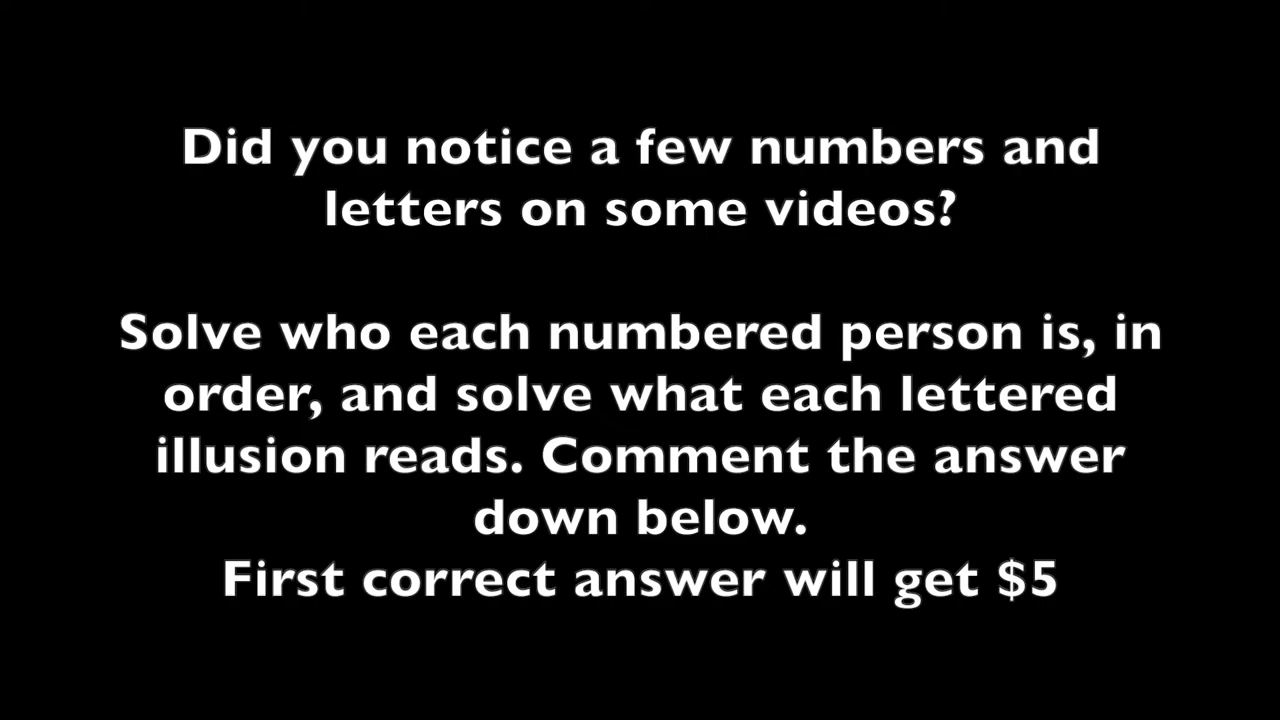 Did you notice a few numbers and
letters on some videos?
Solve who each numbered person is, in
order, and solve what each lettered
illusion reads. Comment the answer
down below.
First correct answer will get $5